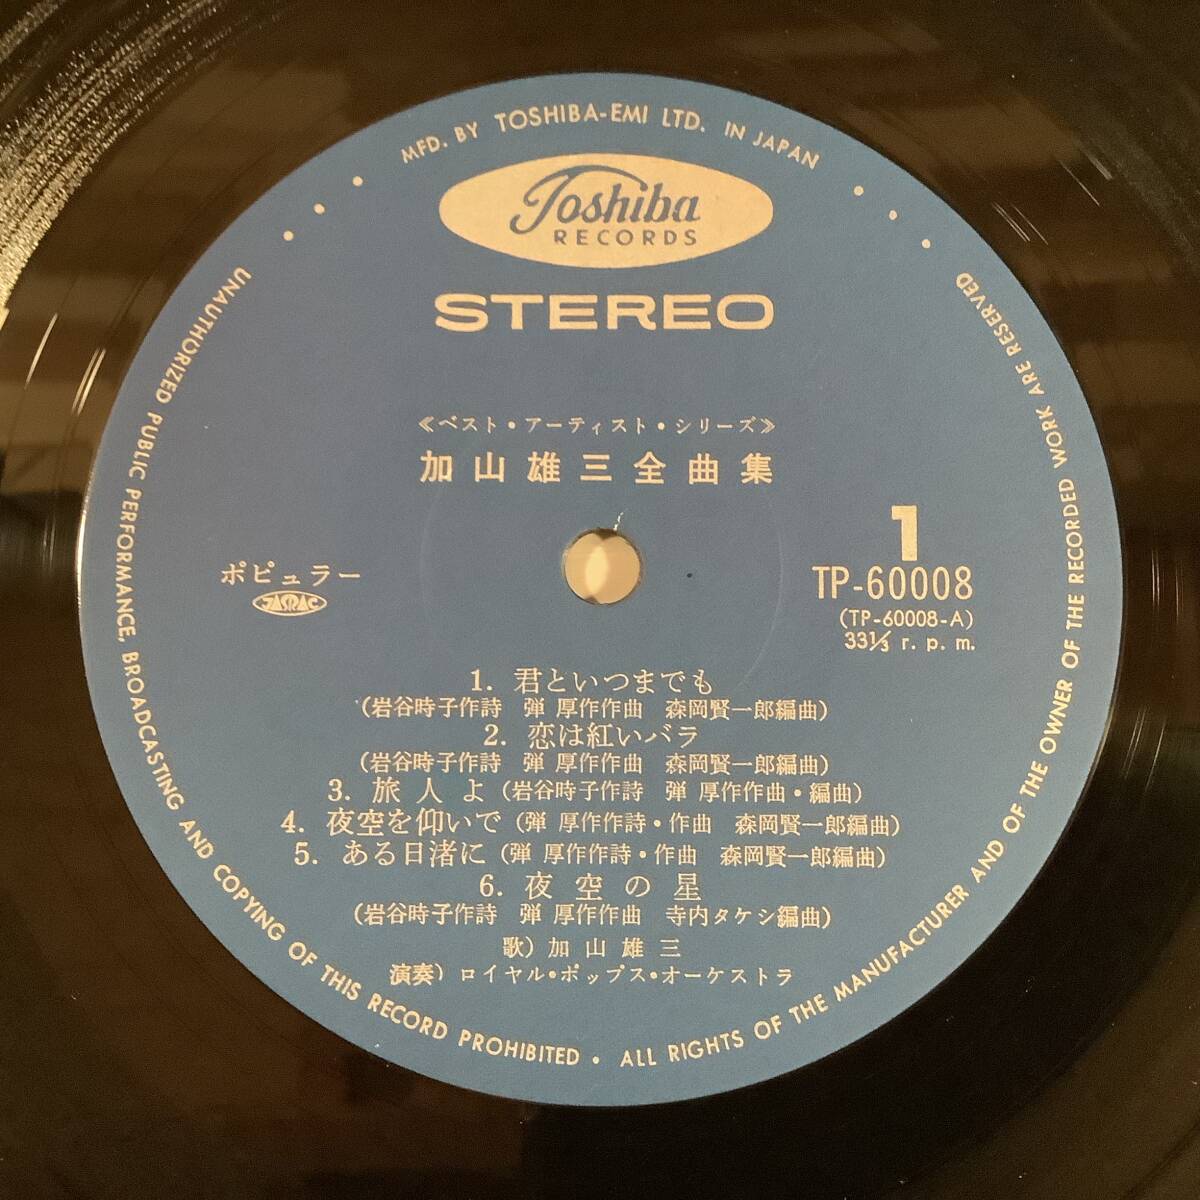 MFD. BY TOSHIBA-EMI LTD. IN JAPAN
Toshiba
RECORDS
STEREO
≪ベスト・アーティスト・シリーズ≫
加山雄三全曲集
ポピュラー
JASRAC
1
TP-60008
(TP-60008-A)
33⅓ r. p. m.
1. 君といつまでも
(岩谷時子作詩 弾 厚作作曲 森岡賢一郎編曲)
2. 恋は紅いバラ
(岩谷時子作詩 弾 厚作作曲 森岡賢一郎編曲)
3. 旅人よ (岩谷時子作詩 弾 厚作作曲・編曲)
4. 夜空を仰いで (弾 厚作作詩・作曲 森岡賢一郎編曲)
5. ある日渚に (弾 厚作作詩・作曲 森岡賢一郎編曲)
6. 夜空の星
(岩谷時子作詩 弾 厚作作曲 寺内タケシ編曲)
歌) 加山雄三
演奏) ロイヤル・ポップス・オーケストラ
UNAUTHORIZED PUBLIC PERFORMANCE, BROADCASTING AND COPYING OF THIS RECORD PROHIBITED • ALL RIGHTS OF THE MANUFACTURER AND OF THE OWNER OF THE RECORDED WORK ARE RESERVED